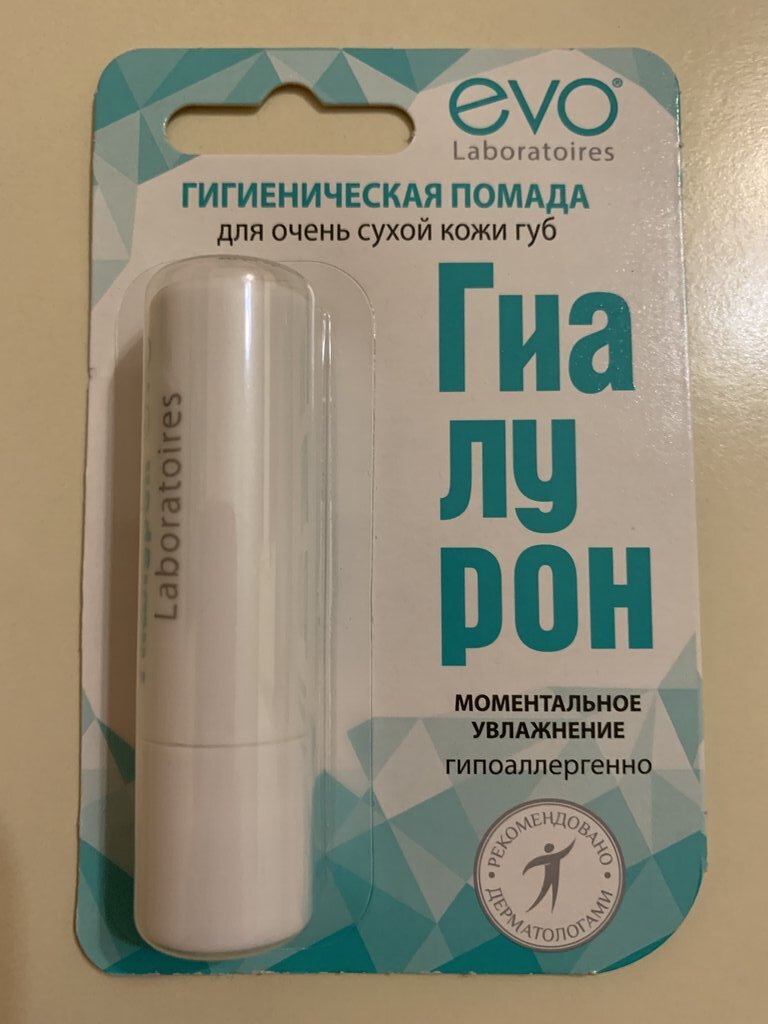 evo®
Laboratoires
ГИГИЕНИЧЕСКАЯ ПОМАДА
для очень сухой кожи губ
Гиа
лу
рон
МОМЕНТАЛЬНОЕ
УВЛАЖНЕНИЕ
гипоаллергенно
• РЕКОМЕНДОВАНО •
ДЕРМАТОЛОГАМИ
Laboratoires